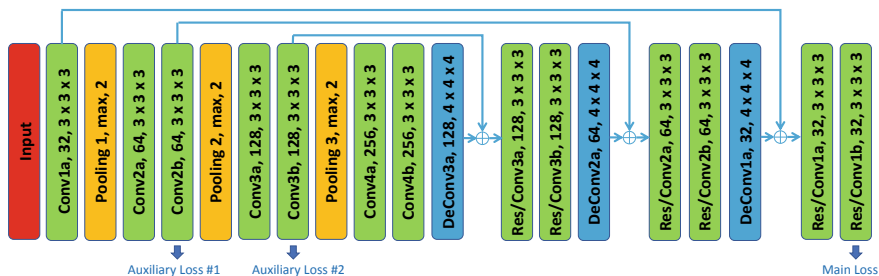 Input
Conv1a, 32, 3 x 3 x 3
Pooling 1, max, 2
Conv2a, 64, 3 x 3 x 3
Conv2b, 64, 3 x 3 x 3
Pooling 2, max, 2
Conv3a, 128, 3 x 3 x 3
Conv3b, 128, 3 x 3 x 3
Pooling 3, max, 2
Conv4a, 256, 3 x 3 x 3
Conv4b, 256, 3 x 3 x 3
DeConv3a, 128, 4 x 4 x 4
Res/Conv3a, 128, 3 x 3 x 3
Res/Conv3b, 128, 3 x 3 x 3
DeConv2a, 64, 4 x 4 x 4
Res/Conv2a, 64, 3 x 3 x 3
Res/Conv2b, 64, 3 x 3 x 3
DeConv1a, 32, 4 x 4 x 4
Res/Conv1a, 32, 3 x 3 x 3
Res/Conv1b, 32, 3 x 3 x 3
Auxiliary Loss #1
Auxiliary Loss #2
Main Loss